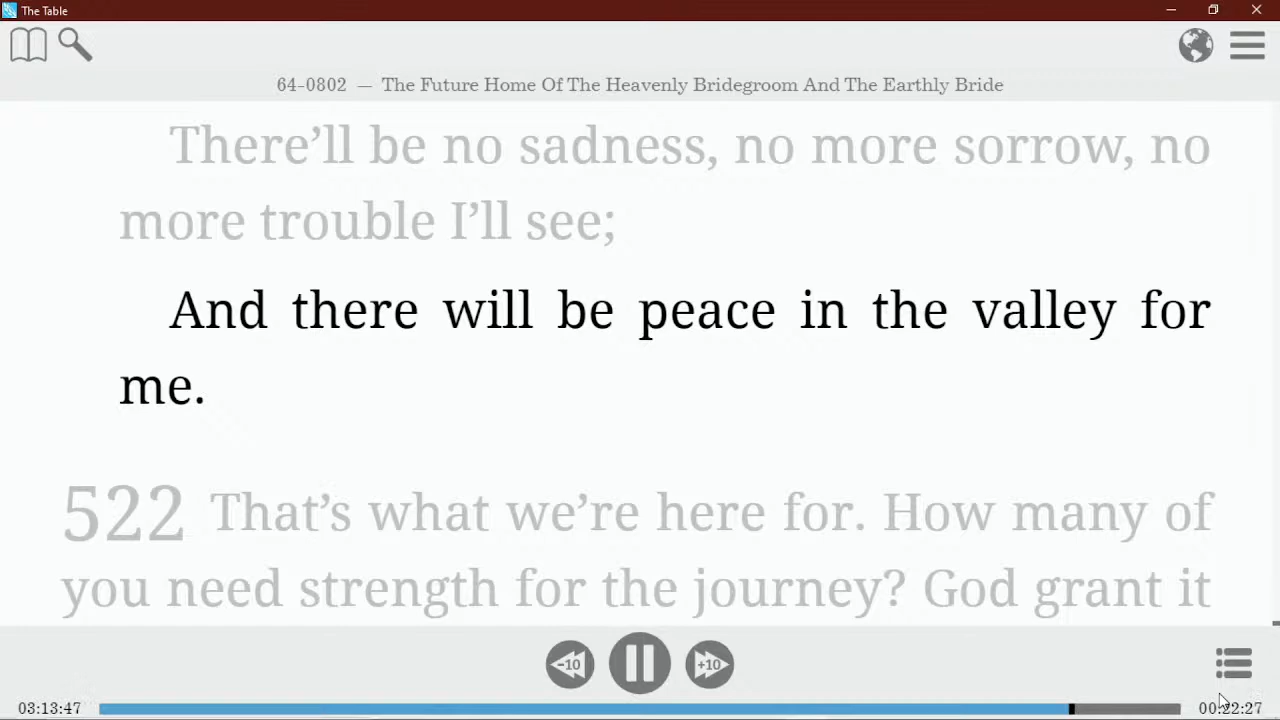 The Table
64-0802 — The Future Home Of The Heavenly Bridegroom And The Earthly Bride
There’ll be no sadness, no more sorrow, no
more trouble I’ll see;
And there will be peace in the valley for
me.
522 That’s what we’re here for. How many of
you need strength for the journey? God grant it
-10
+10
03:13:47
00:22:27